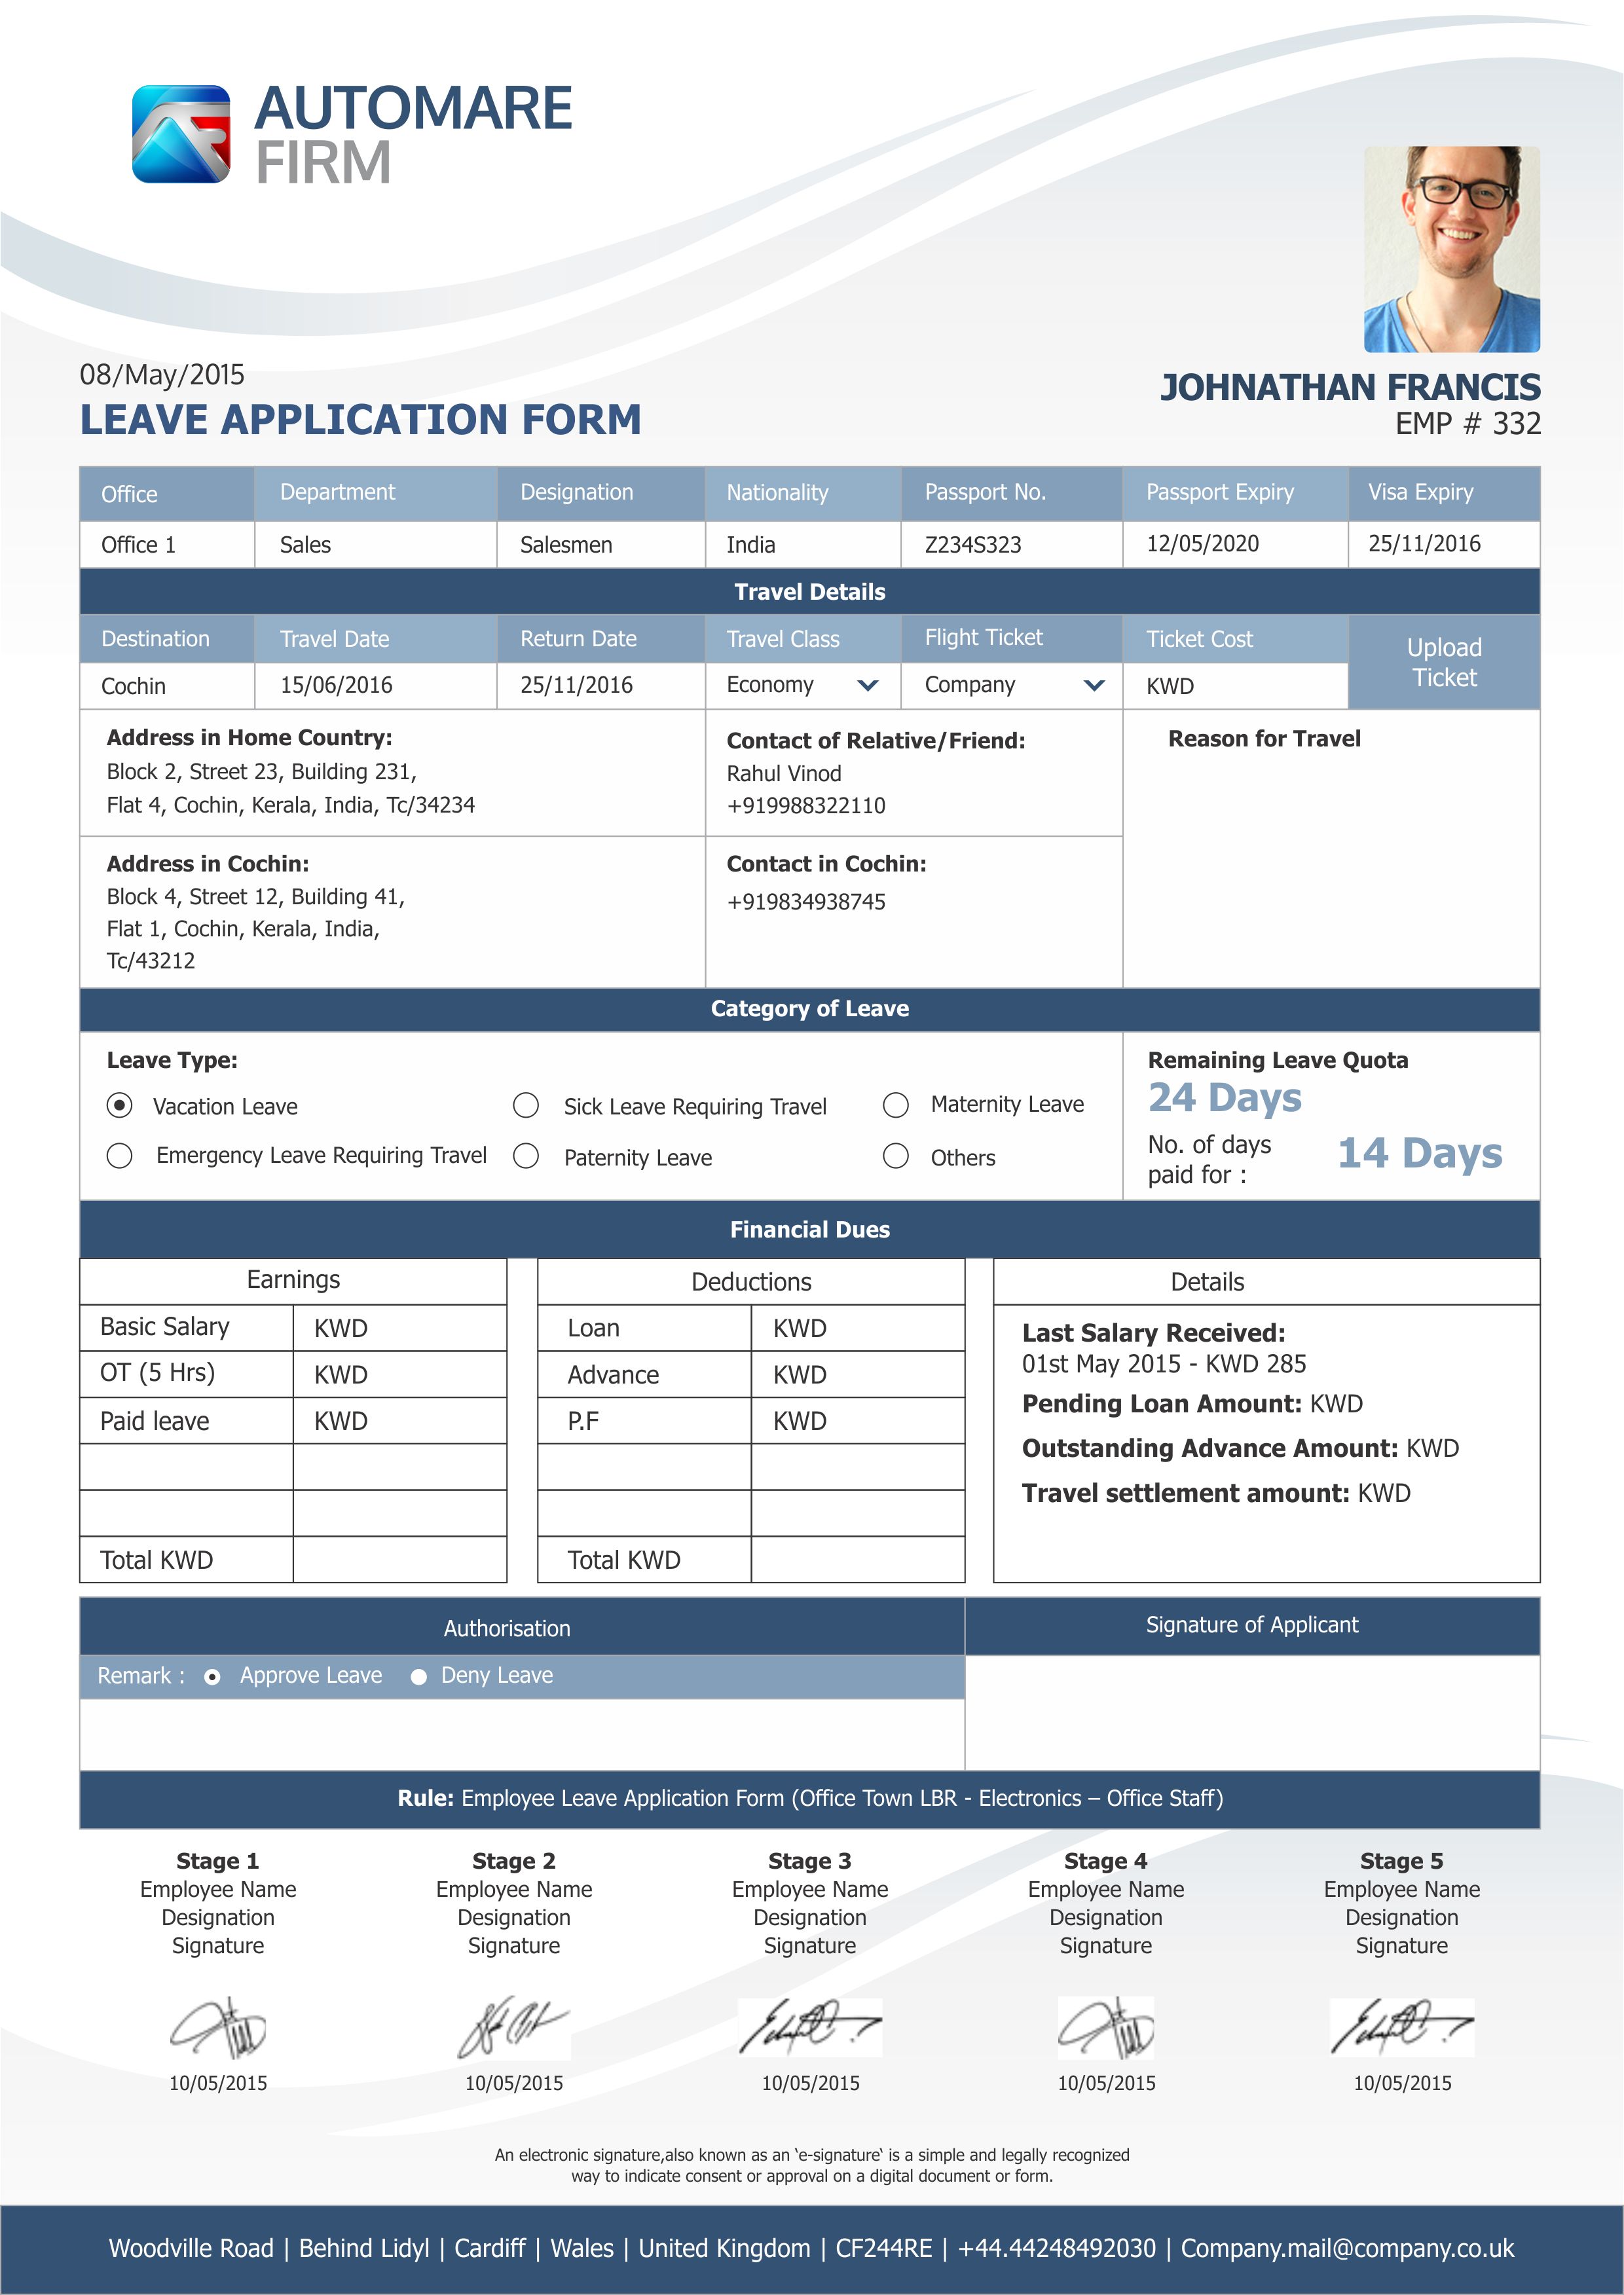 AUTOMARE
FIRM
08/May/2015
LEAVE APPLICATION FORM
JOHNATHAN FRANCIS
EMP # 332
Office Department Designation Nationality Passport No. Passport Expiry Visa Expiry
Office 1 Sales Salesmen India Z234S323 12/05/2020 25/11/2016
Travel Details
Destination Travel Date Return Date Travel Class Flight Ticket Ticket Cost Upload Ticket
Cochin 15/06/2016 25/11/2016 Economy Company KWD
Address in Home Country:
Block 2, Street 23, Building 231,
Flat 4, Cochin, Kerala, India, Tc/34234
Contact of Relative/Friend:
Rahul Vinod
+919988322110
Reason for Travel
Address in Cochin:
Block 4, Street 12, Building 41,
Flat 1, Cochin, Kerala, India,
Tc/43212
Contact in Cochin:
+919834938745
Category of Leave
Leave Type:
Vacation Leave Sick Leave Requiring Travel Maternity Leave
Emergency Leave Requiring Travel Paternity Leave Others
Remaining Leave Quota
24 Days
No. of days
paid for : 14 Days
Financial Dues
Earnings
Basic Salary KWD
OT (5 Hrs) KWD
Paid leave KWD
Total KWD
Deductions
Loan KWD
Advance KWD
P.F KWD
Total KWD
Details
Last Salary Received:
01st May 2015 - KWD 285
Pending Loan Amount: KWD
Outstanding Advance Amount: KWD
Travel settlement amount: KWD
Authorisation
Signature of Applicant
Remark : Approve Leave Deny Leave
Rule: Employee Leave Application Form (Office Town LBR - Electronics – Office Staff)
Stage 1 Stage 2 Stage 3 Stage 4 Stage 5
Employee Name Employee Name Employee Name Employee Name Employee Name
Designation Designation Designation Designation Designation
Signature Signature Signature Signature Signature
10/05/2015 10/05/2015 10/05/2015 10/05/2015 10/05/2015
An electronic signature,also known as an ‘e-signature‘ is a simple and legally recognized
way to indicate consent or approval on a digital document or form.
Woodville Road | Behind Lidyl | Cardiff | Wales | United Kingdom | CF244RE | +44.44248492030 | Company.mail@company.co.uk